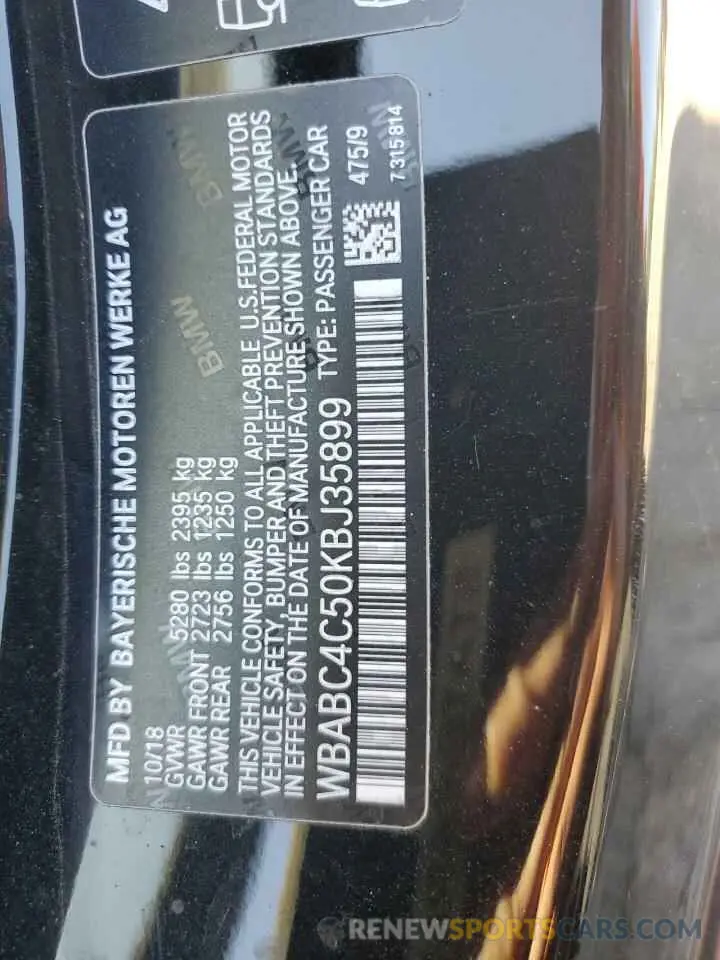 MFD BY BAYERISCHE MOTOREN WERKE AG
10/18
GVWR 5280 lbs 2395 kg
GAWR FRONT 2723 lbs 1235 kg
GAWR REAR 2756 lbs 1250 kg
THIS VEHICLE CONFORMS TO ALL APPLICABLE U.S.FEDERAL MOTOR
VEHICLE SAFETY, BUMPER AND THEFT PREVENTION STANDARDS
IN EFFECT ON THE DATE OF MANUFACTURE SHOWN ABOVE.
WBABC4C50KBJ35899 TYPE: PASSENGER CAR
475/9
7315814
BMW
BMW
BMW
RENEWSPORTSCARS.COM